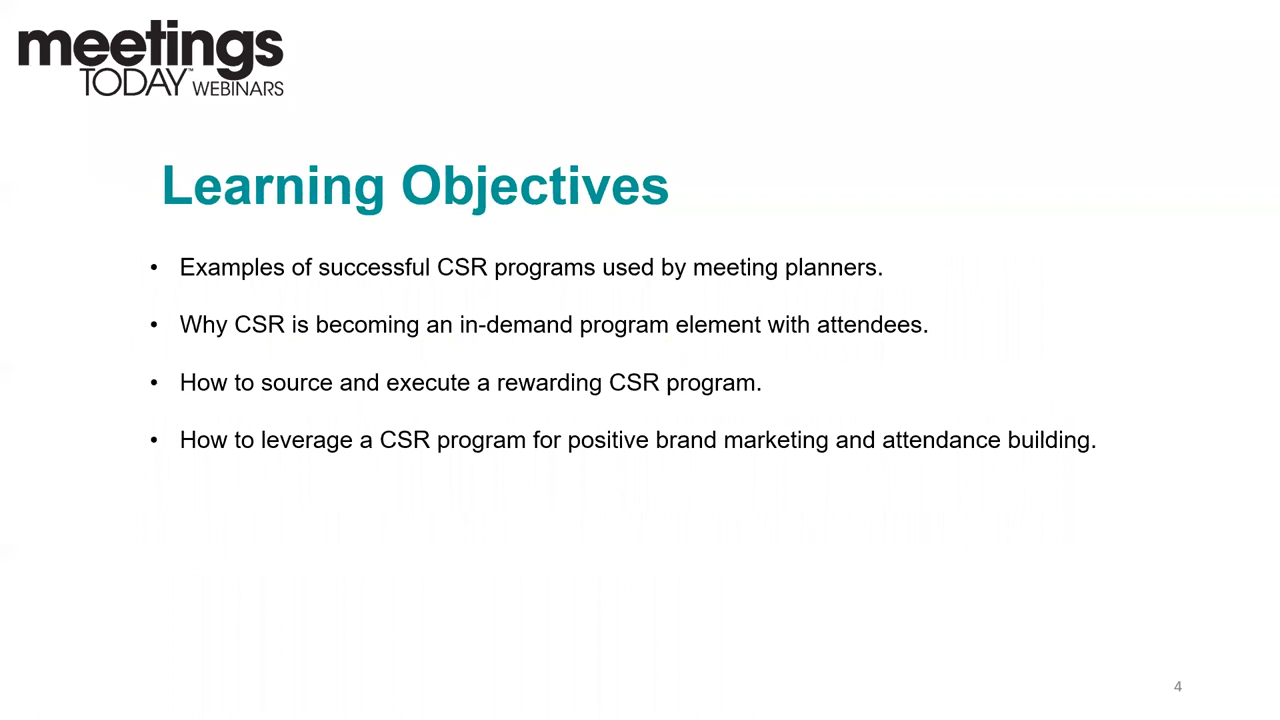 meetings
TODAY™ WEBINARS
Learning Objectives
• Examples of successful CSR programs used by meeting planners.
• Why CSR is becoming an in-demand program element with attendees.
• How to source and execute a rewarding CSR program.
• How to leverage a CSR program for positive brand marketing and attendance building.
4